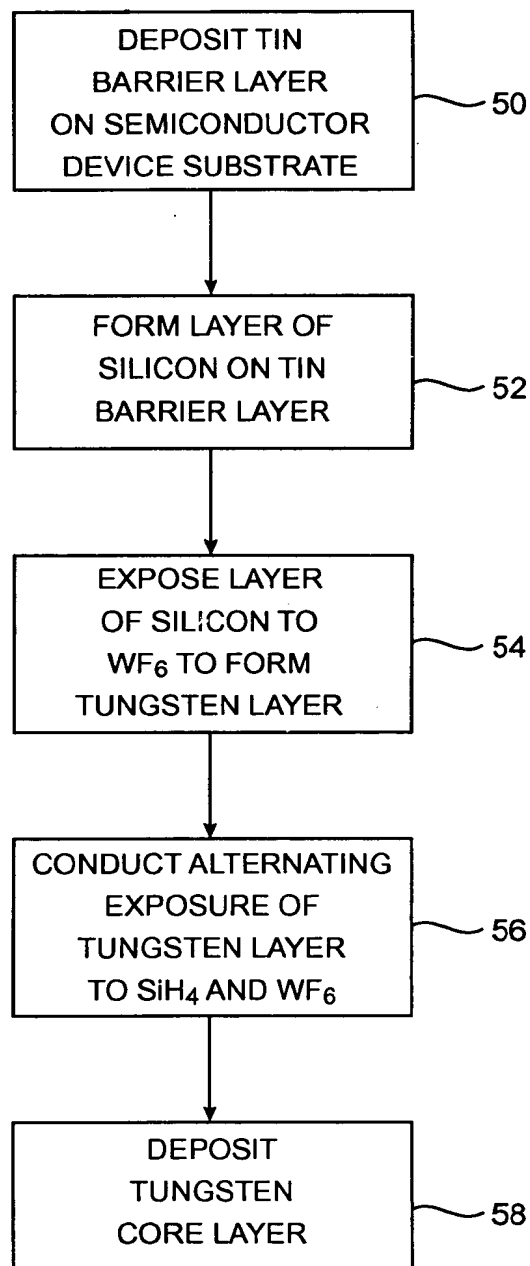 DEPOSIT TIN
BARRIER LAYER
ON SEMICONDUCTOR
DEVICE SUBSTRATE
50
FORM LAYER OF
SILICON ON TIN
BARRIER LAYER
52
EXPOSE LAYER
OF SILICON TO
WF₆ TO FORM
TUNGSTEN LAYER
54
CONDUCT ALTERNATING
EXPOSURE OF
TUNGSTEN LAYER
TO SiH₄ AND WF₆
56
DEPOSIT
TUNGSTEN
CORE LAYER
58